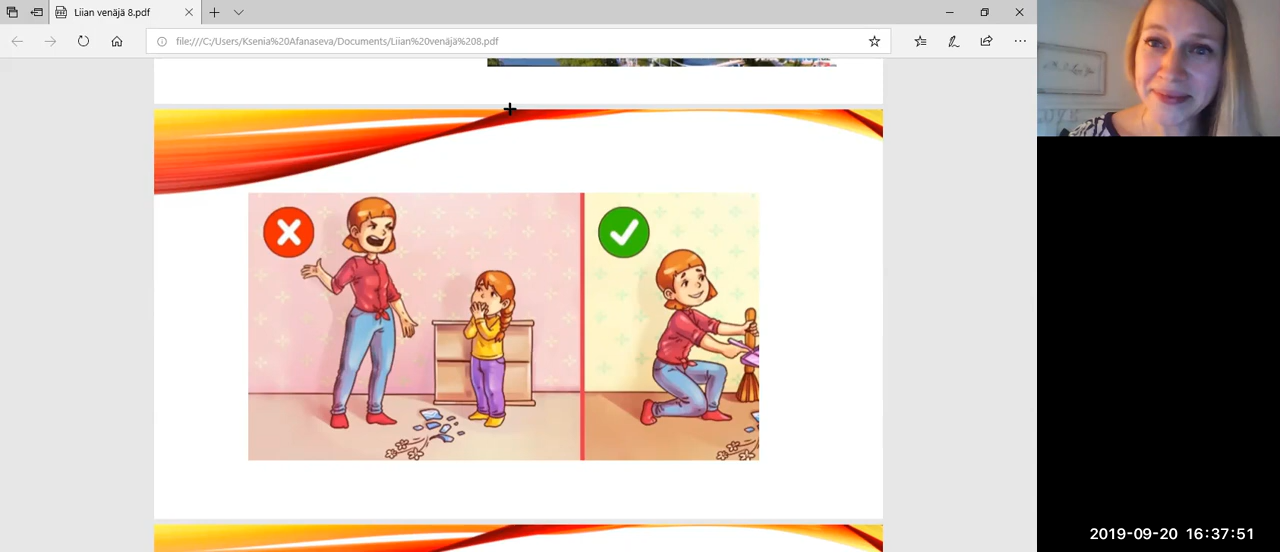 Liian venäjä 8.pdf
file:///C:/Users/Ksenia%20Afanaseva/Documents/Liian%20venäjä%208.pdf
2019-09-20 16:37:51